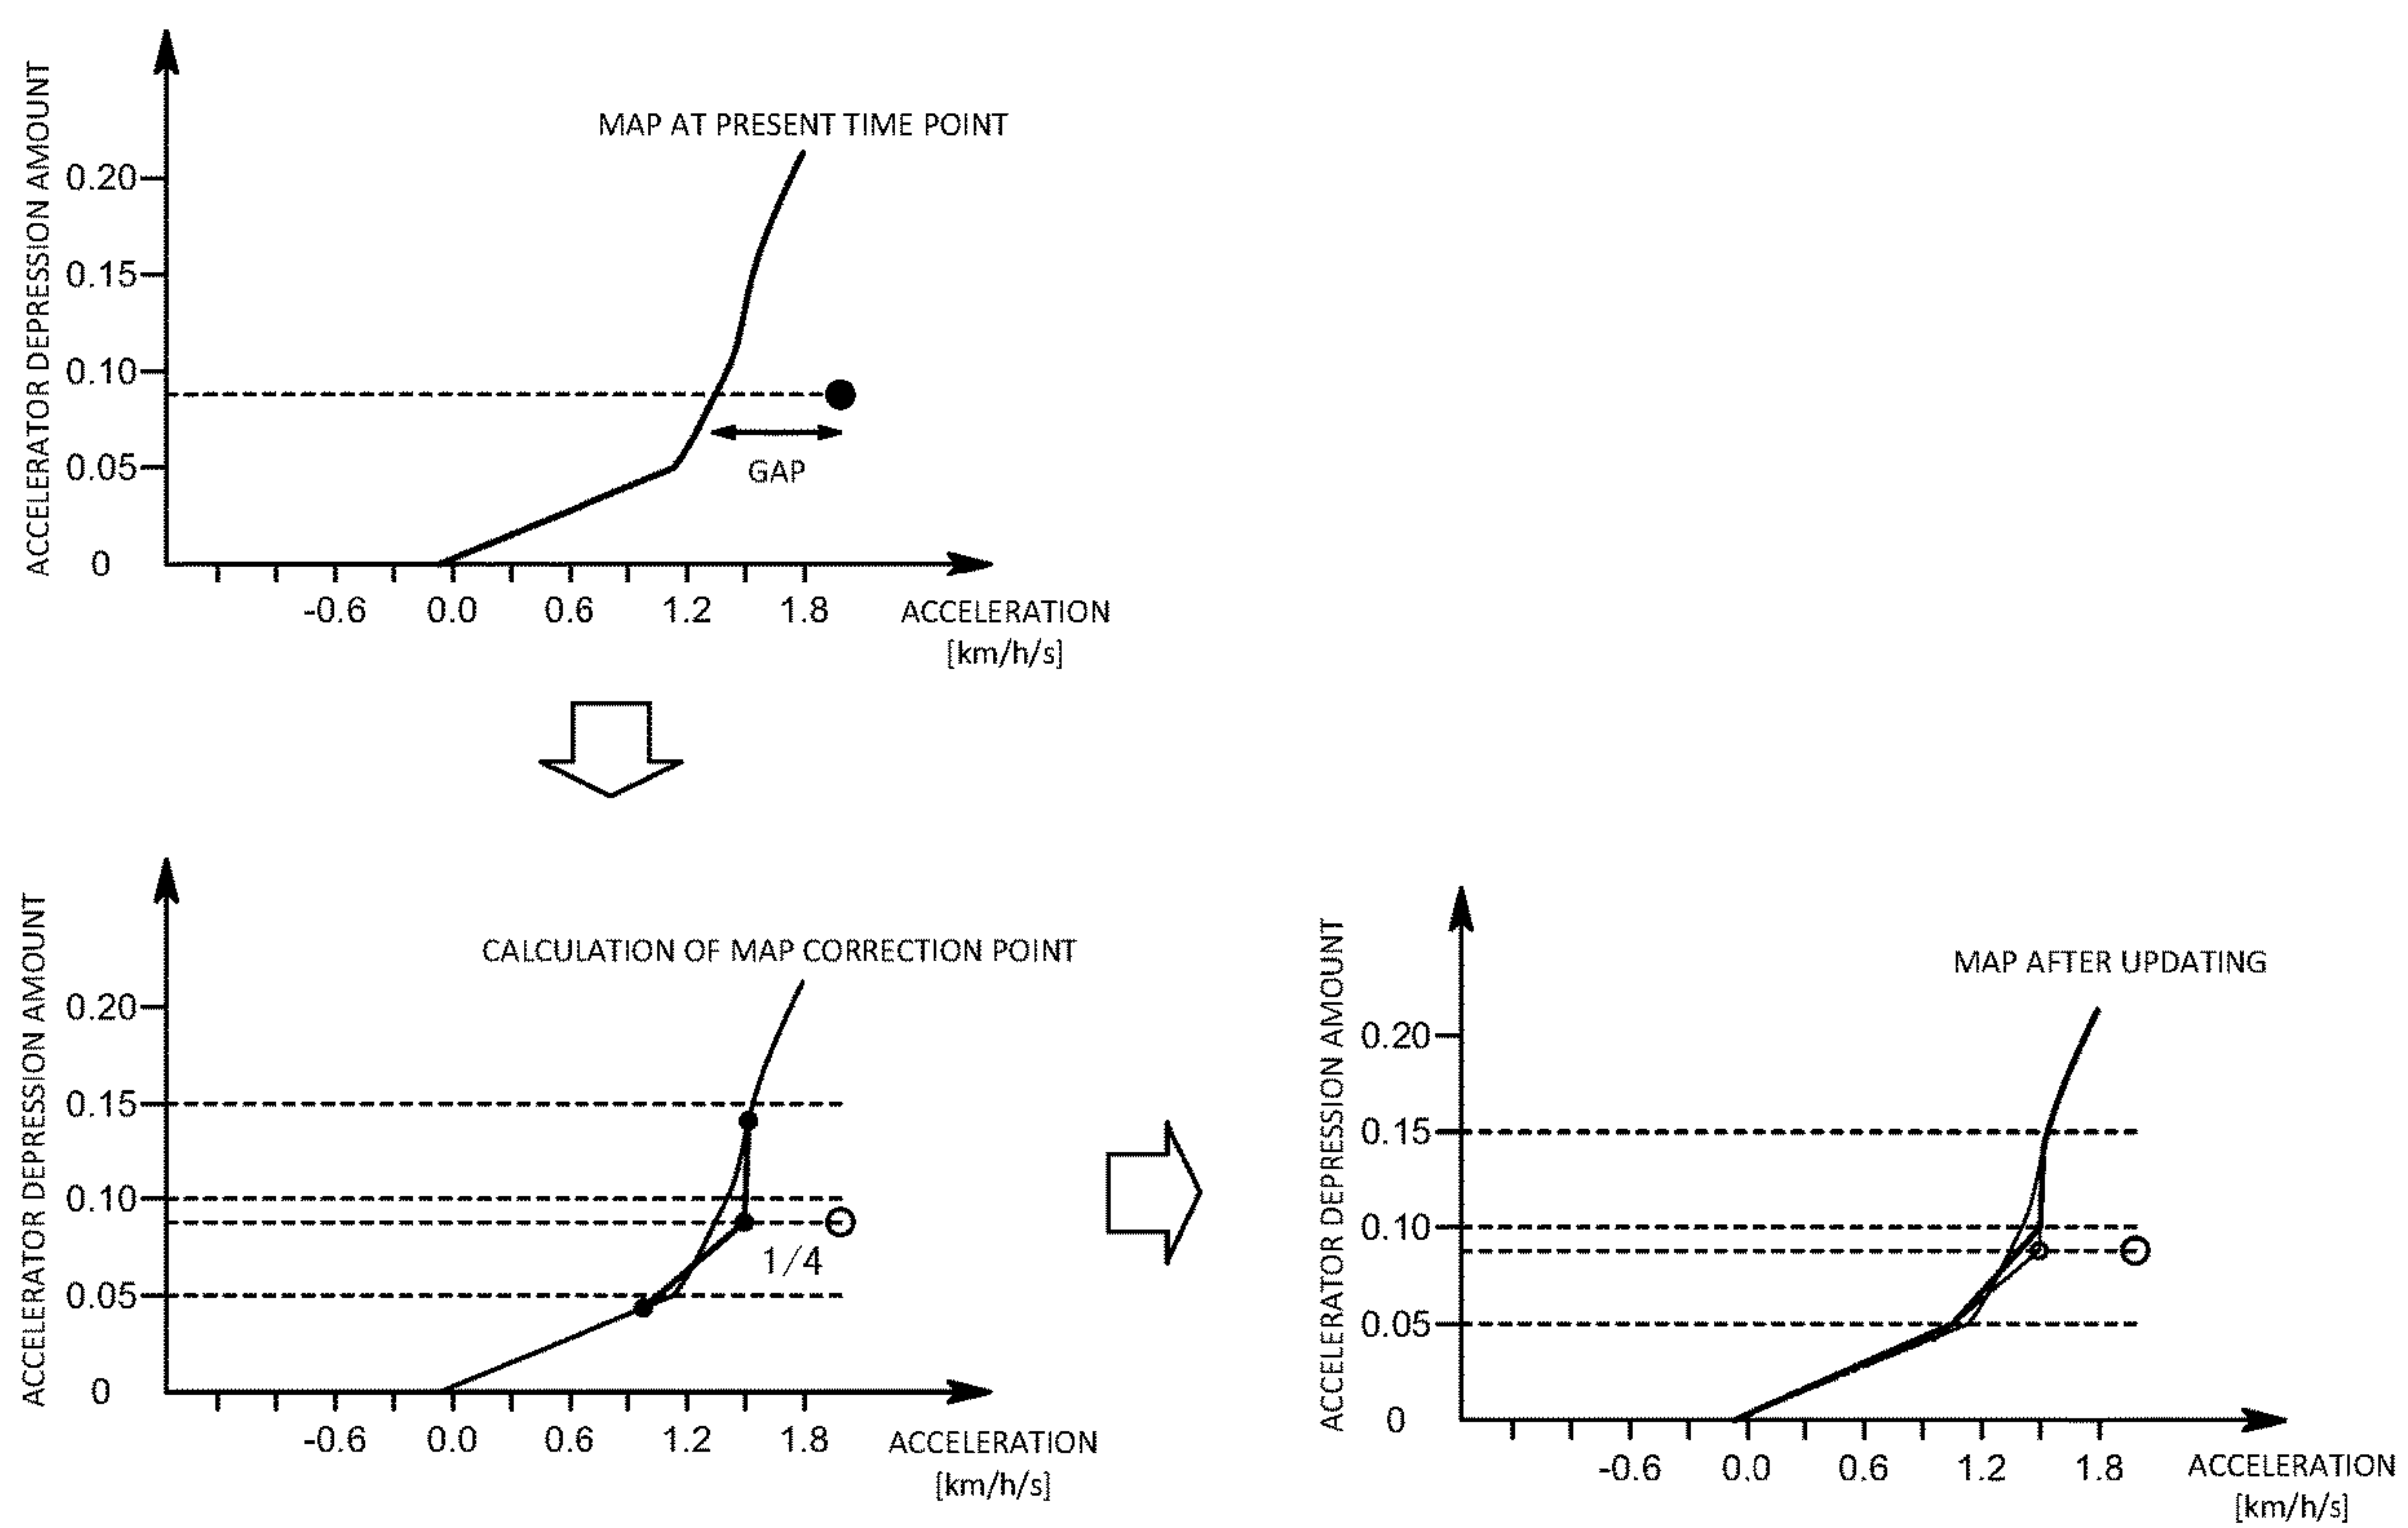 MAP AT PRESENT TIME POINT
ACCELERATOR DEPRESSION AMOUNT
0.20
0.15
0.10
0.05
0
GAP
-0.6 0.0 0.6 1.2 1.8
ACCELERATION
[km/h/s]
CALCULATION OF MAP CORRECTION POINT
ACCELERATOR DEPRESSION AMOUNT
0.20
0.15
0.10
0.05
0
1/4
-0.6 0.0 0.6 1.2 1.8
ACCELERATION
[km/h/s]
MAP AFTER UPDATING
ACCELERATOR DEPRESSION AMOUNT
0.20
0.15
0.10
0.05
0
-0.6 0.0 0.6 1.2 1.8
ACCELERATION
[km/h/s]